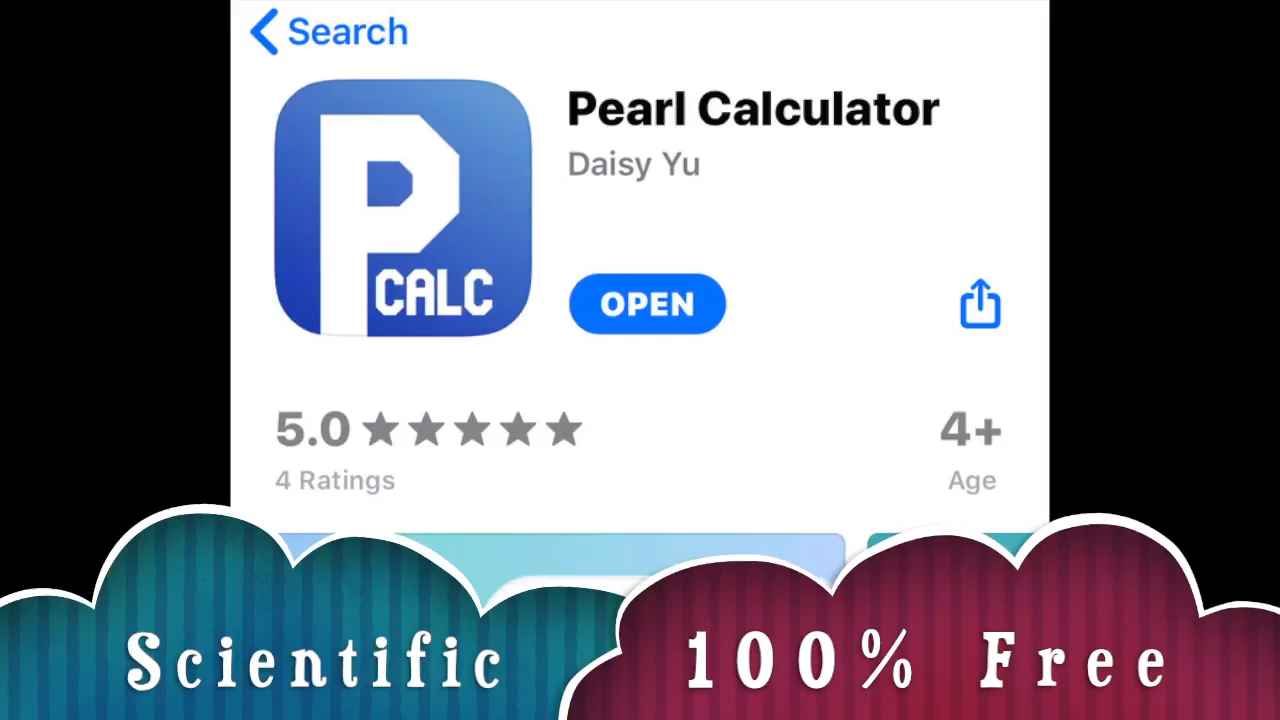 Search
P
CALC
Pearl Calculator
Daisy Yu
OPEN
5.0
4+
4 Ratings
Age
Scientific
100% Free